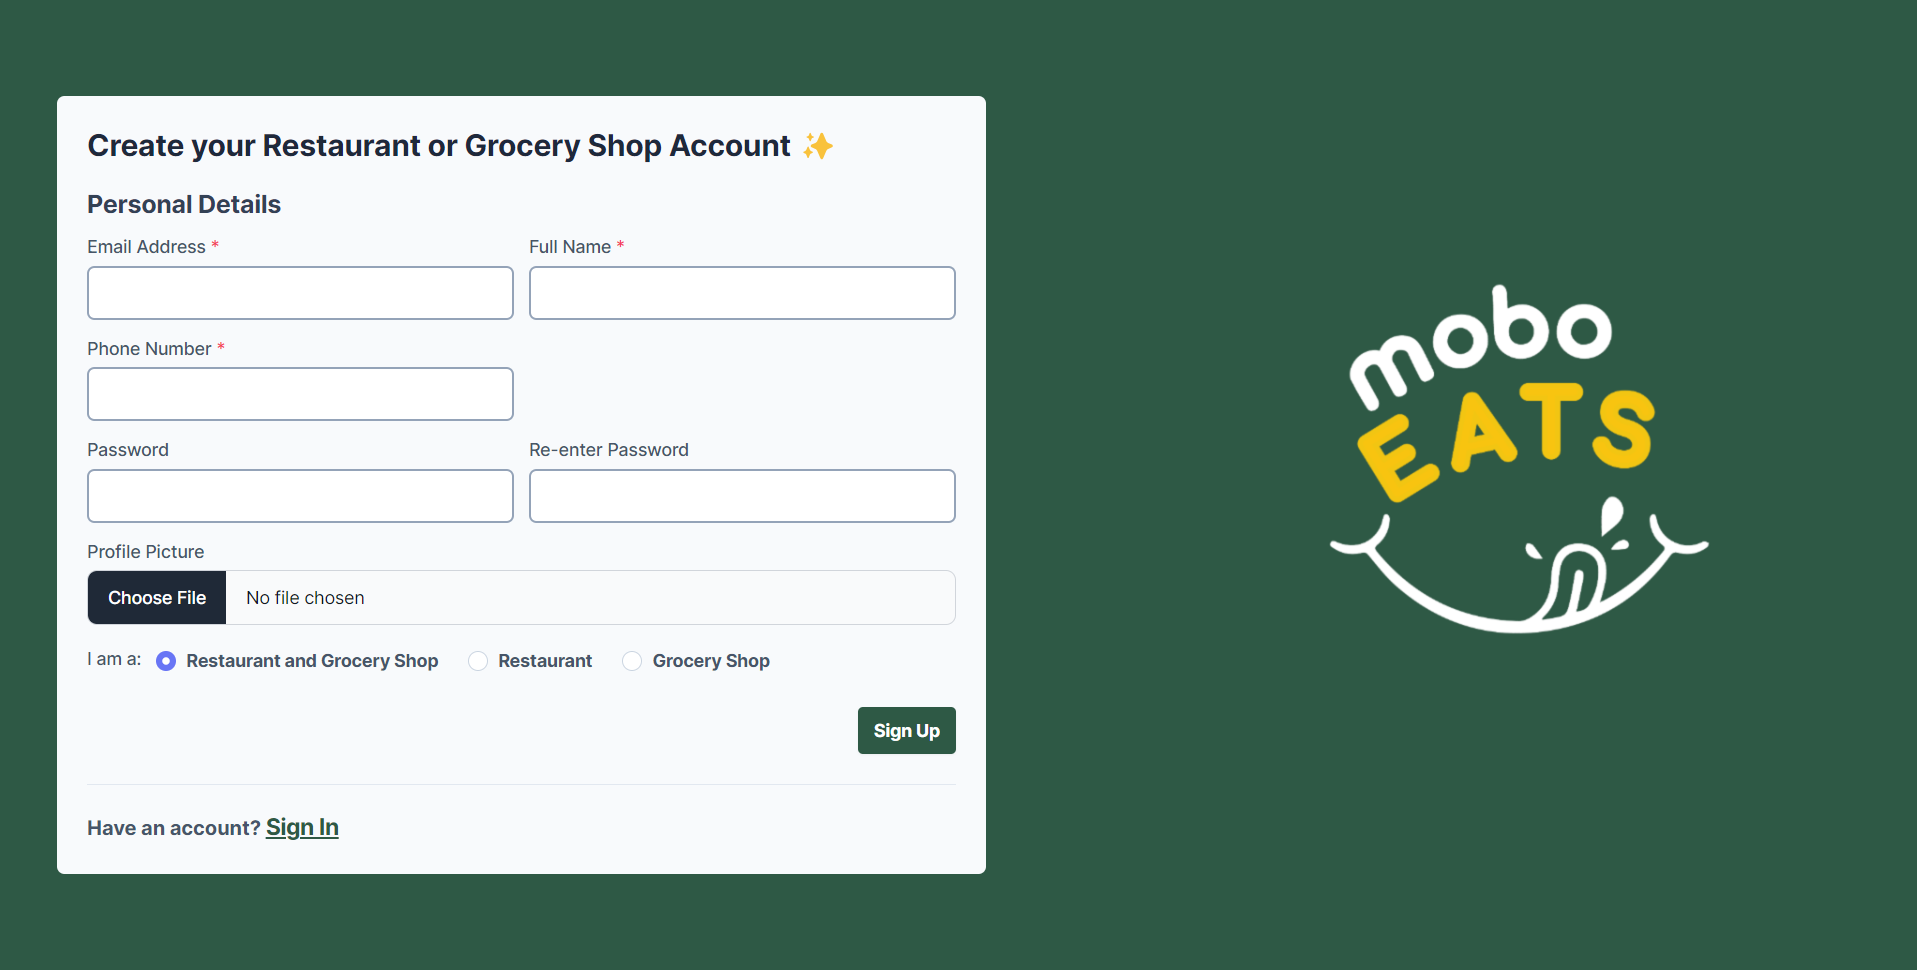 Create your Restaurant or Grocery Shop Account ✨
Personal Details
Email Address *
Full Name *
Phone Number *
Password
Re-enter Password
Profile Picture
Choose File No file chosen
I am a: Restaurant and Grocery Shop Restaurant Grocery Shop
Sign Up
Have an account? Sign In
mobo
EATS